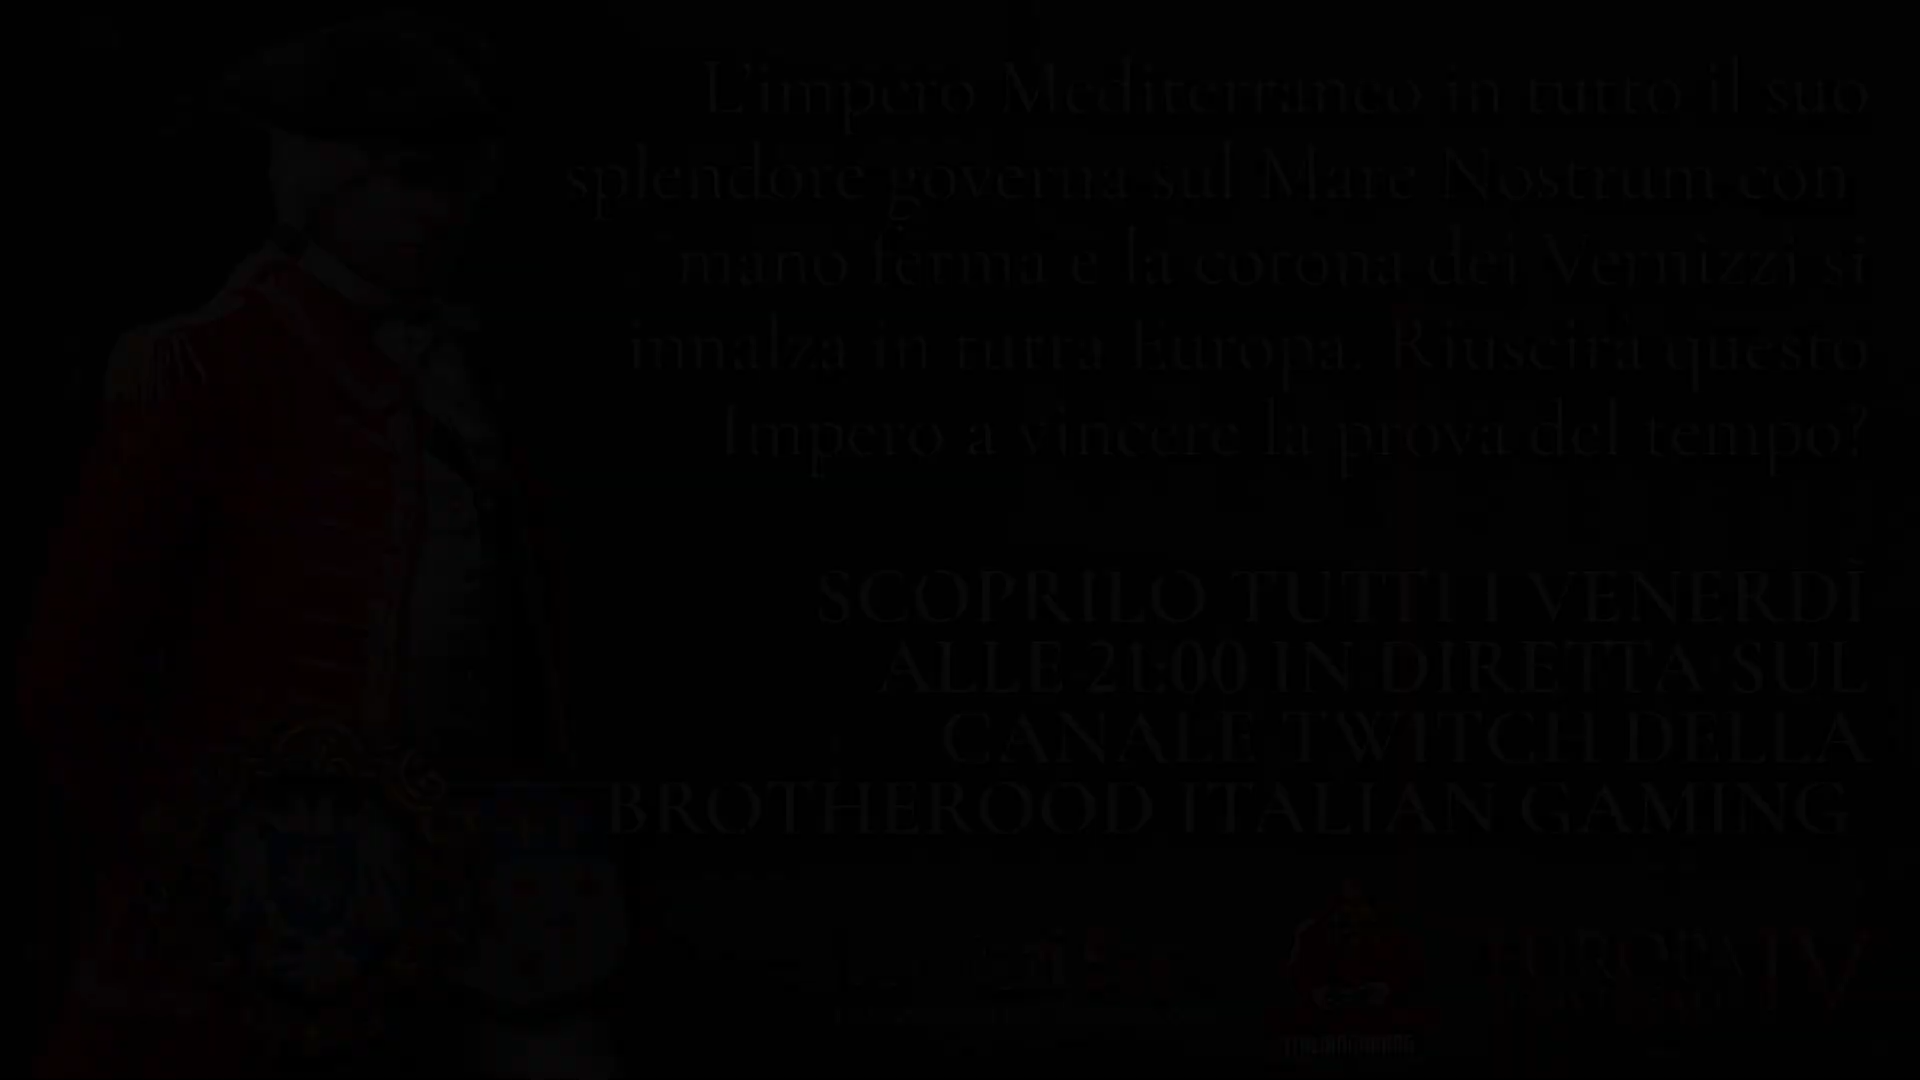 L'impero Mediterraneo in tutto il suo
splendore governa sul Mare Nostrum con
mano ferma e la corona dei Vernizzi si
innalza in tutta Europa. Riuscirà questo
Impero a vincere la prova del tempo?
SCOPRILO TUTTI I VENERDÌ
ALLE 21:00 IN DIRETTA SUL
CANALE TWITCH DELLA
BROTHEROOD ITALIAN GAMING
EUROPA IV